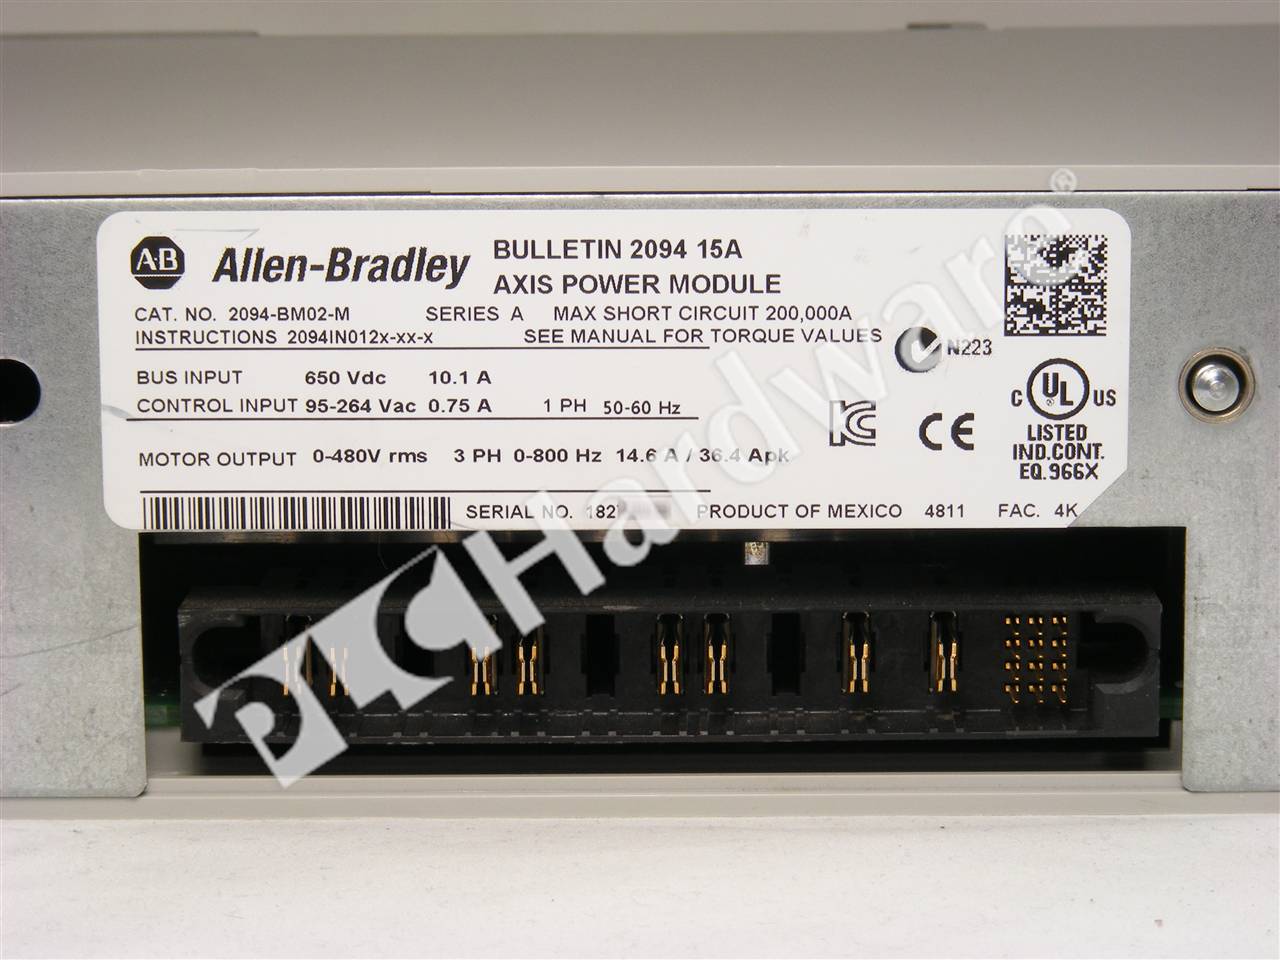 AB Allen-Bradley
BULLETIN 2094 15A
AXIS POWER MODULE
CAT. NO. 2094-BM02-M SERIES A MAX SHORT CIRCUIT 200,000A
INSTRUCTIONS 2094IN012x-xx-x SEE MANUAL FOR TORQUE VALUES
N223
BUS INPUT 650 Vdc 10.1 A
CONTROL INPUT 95-264 Vac 0.75 A 1 PH 50-60 Hz
MOTOR OUTPUT 0-480V rms 3 PH 0-800 Hz 14.6 A / 36.4 Apk
KC CE
C UL US
LISTED
IND.CONT.
EQ.966X
SERIAL NO. PRODUCT OF MEXICO 4811 FAC. 4K
PLCHardware®